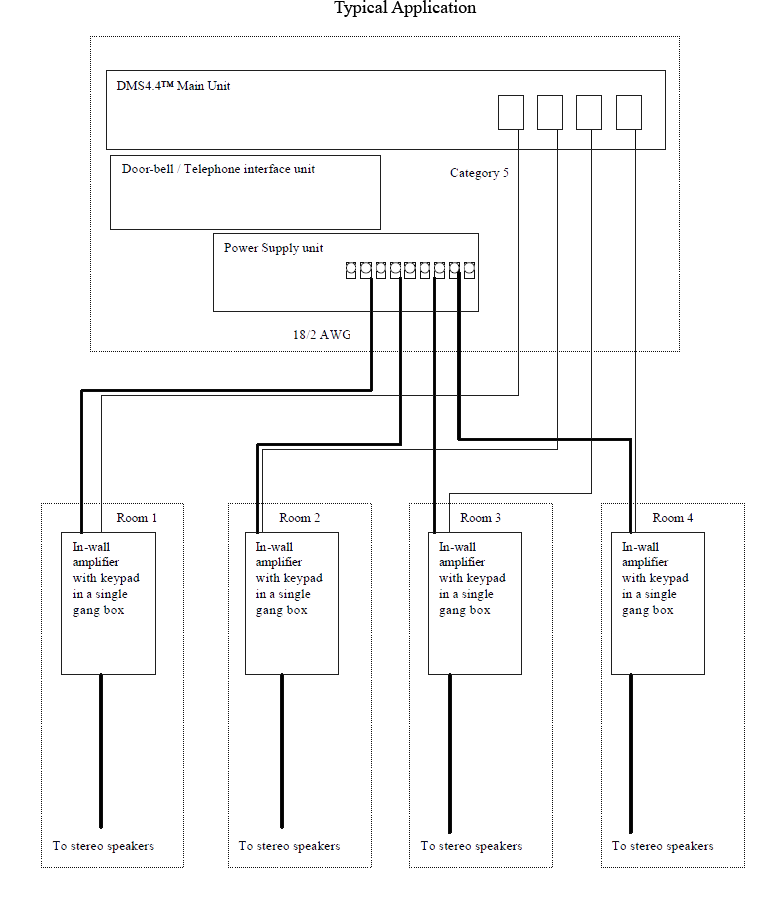 Typical Application
DMS4.4™ Main Unit
Door-bell / Telephone interface unit
Category 5
Power Supply unit
18/2 AWG
Room 1
In-wall
amplifier
with keypad
in a single
gang box
To stereo speakers
Room 2
In-wall
amplifier
with keypad
in a single
gang box
To stereo speakers
Room 3
In-wall
amplifier
with keypad
in a single
gang box
To stereo speakers
Room 4
In-wall
amplifier
with keypad
in a single
gang box
To stereo speakers